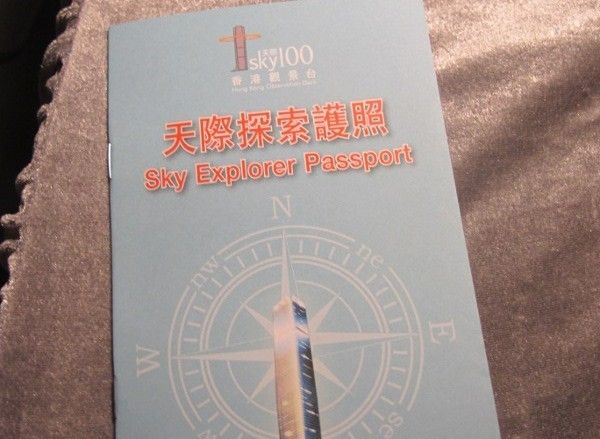 天際
sky100
香港觀景台
Hong Kong Observation Deck
天際探索護照
Sky Explorer Passport
N
nw
ne
W
E
se